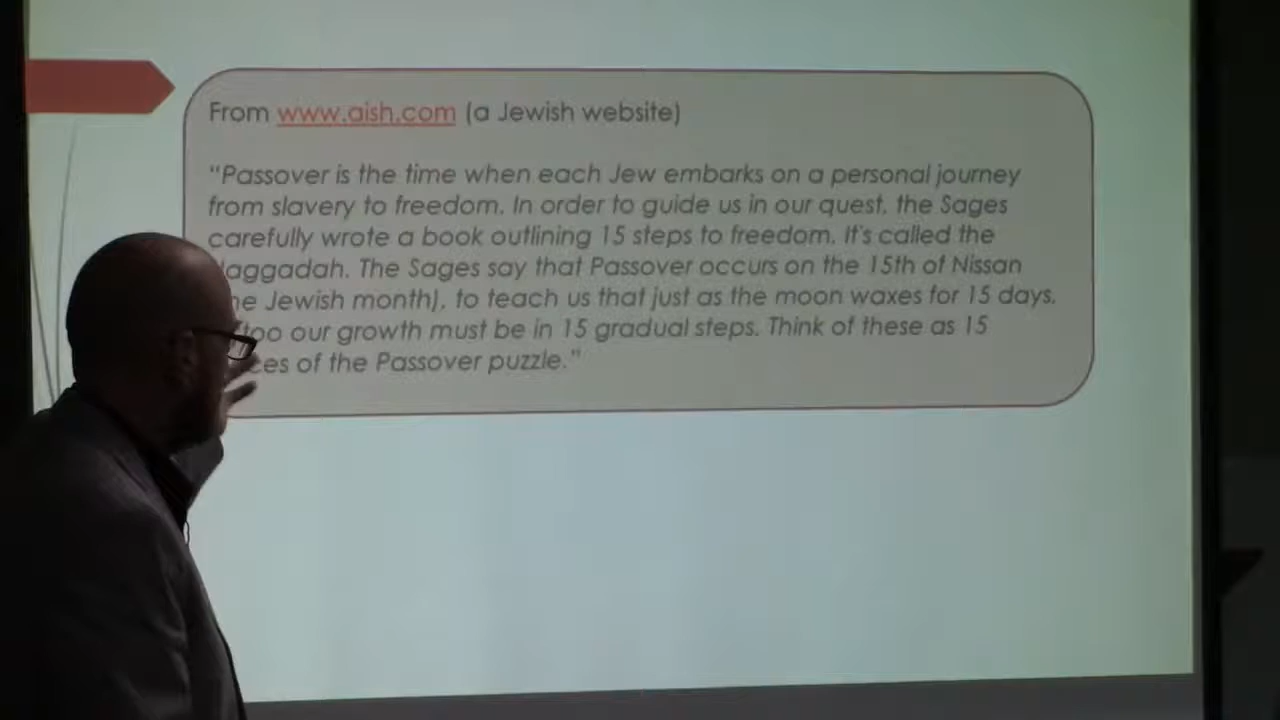 From www.aish.com (a Jewish website)
“Passover is the time when each Jew embarks on a personal journey
from slavery to freedom. In order to guide us in our quest, the Sages
carefully wrote a book outlining 15 steps to freedom. It's called the
aggadah. The Sages say that Passover occurs on the 15th of Nissan
he Jewish month), to teach us that just as the moon waxes for 15 days,
too our growth must be in 15 gradual steps. Think of these as 15
ces of the Passover puzzle.”